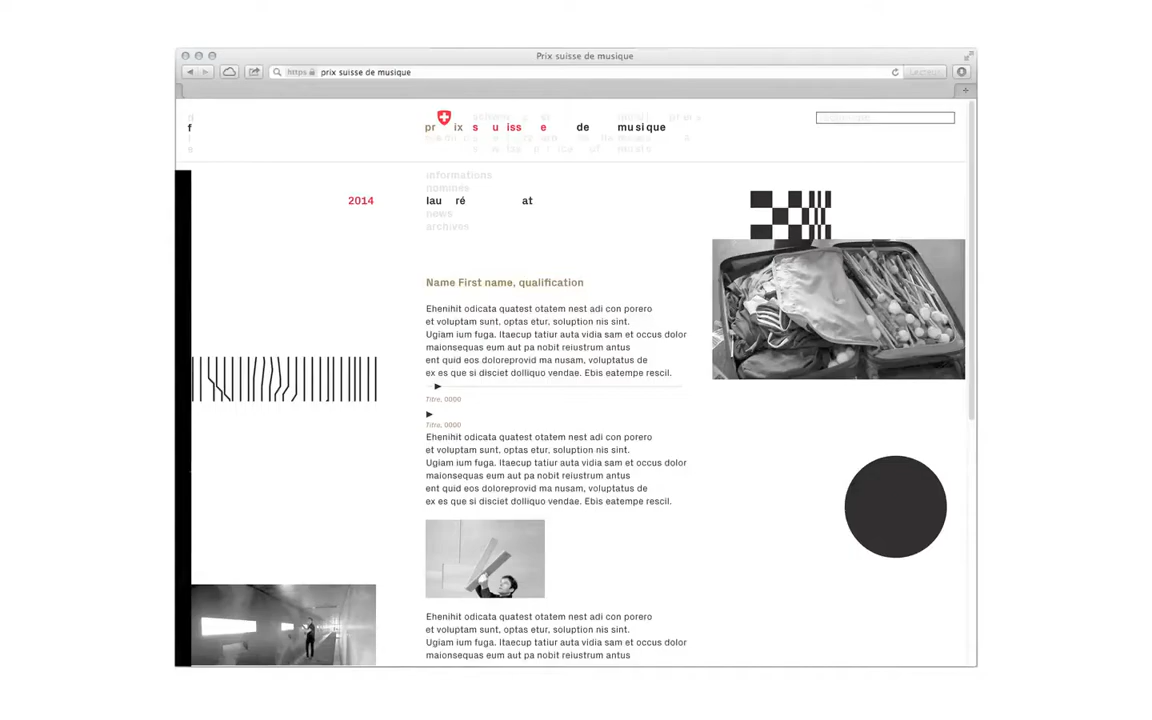 Prix suisse de musique
https prix suisse de musique
d
f
i
s
pr ix s u iss e de mus i que
informations
nominés
2014 lau ré at
news
archives
Name First name, qualification
Ehenihit odicata quatest otatem nest adi con porero
et voluptam sunt, optas etur, soluption nis sint.
Ugiam ium fuga. Itaecup tatiur auta vidia sam et occus dolor
maionsequas eum aut pa nobit reiustrum antus
ent quid eos doloreprovid ma nusam, voluptatus de
ex es que si disciet dolliquo vendae. Ebis eatempe rescil.
Titre, 0000
Titre, 0000
Ehenihit odicata quatest otatem nest adi con porero
et voluptam sunt, optas etur, soluption nis sint.
Ugiam ium fuga. Itaecup tatiur auta vidia sam et occus dolor
maionsequas eum aut pa nobit reiustrum antus
ent quid eos doloreprovid ma nusam, voluptatus de
ex es que si disciet dolliquo vendae. Ebis eatempe rescil.
Ehenihit odicata quatest otatem nest adi con porero
et voluptam sunt, optas etur, soluption nis sint.
Ugiam ium fuga. Itaecup tatiur auta vidia sam et occus dolor
maionsequas eum aut pa nobit reiustrum antus